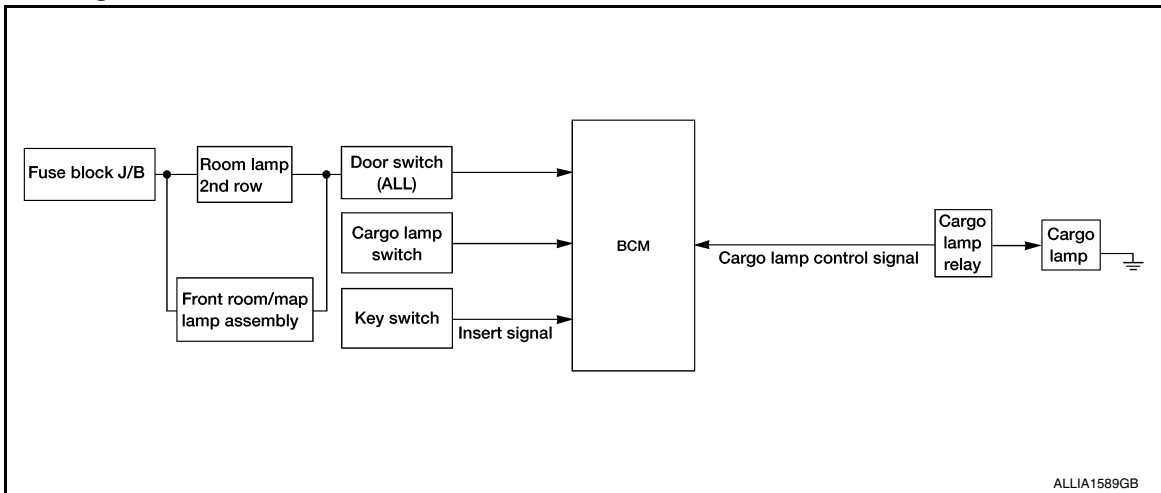 Fuse block J/B
Room lamp
2nd row
Front room/map
lamp assembly
Door switch
(ALL)
Cargo lamp
switch
Key switch
Insert signal
BCM
Cargo lamp control signal
Cargo
lamp
relay
Cargo
lamp
ALLIA1589GB